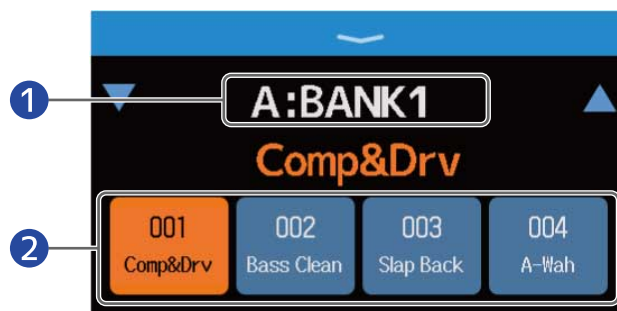 1
A:BANK1
Comp&Drv
2
001 002 003 004
Comp&Drv Bass Clean Slap Back A-Wah